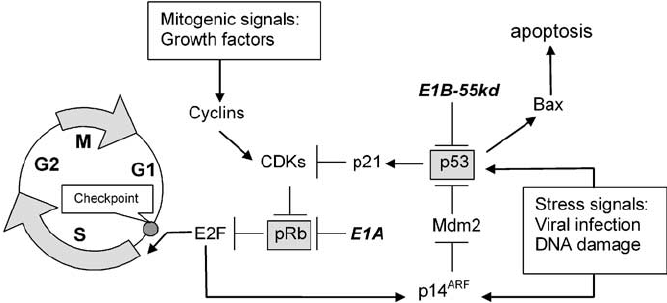 Mitogenic signals:
Growth factors
apoptosis
E1B-55kd
Cyclins
Bax
M
G2
G1
CDKs
p21
p53
Checkpoint
Stress signals:
Viral infection
DNA damage
S
E2F
pRb
E1A
Mdm2
p14ᴬᴿᶠ